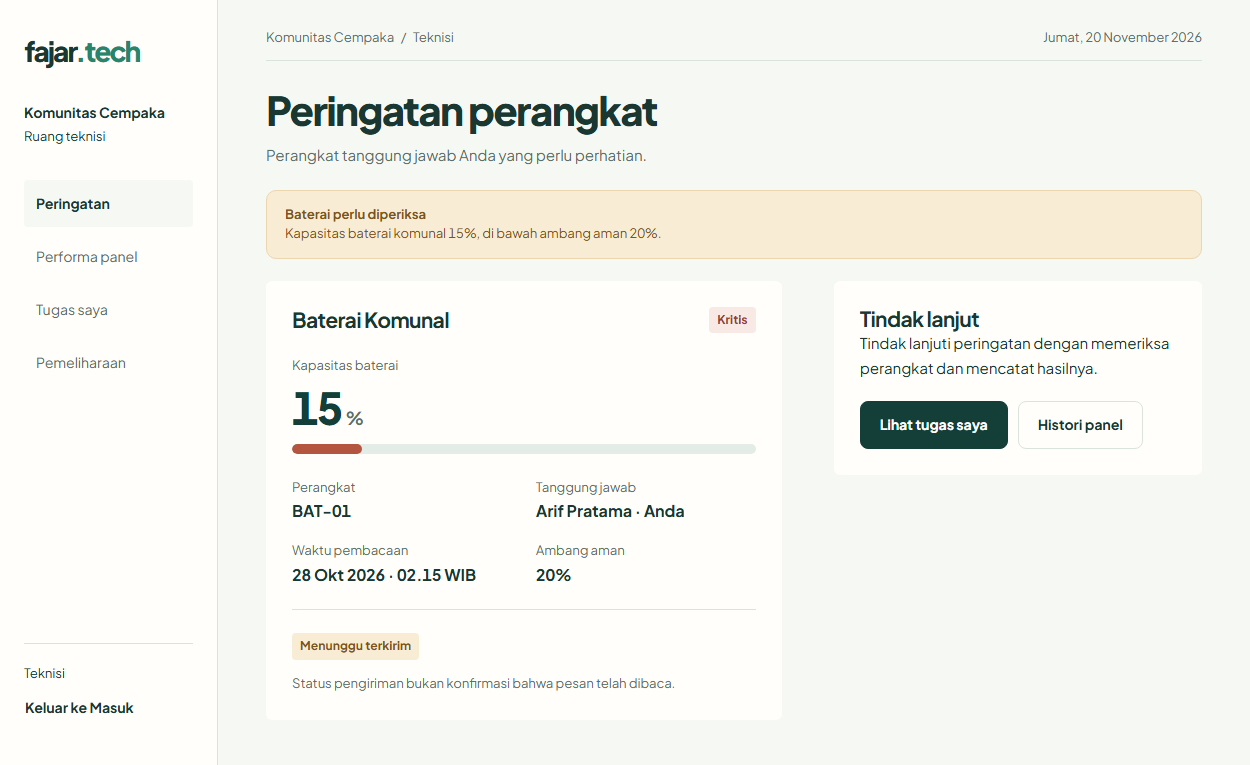 fajar.tech
Komunitas Cempaka
Ruang teknisi
Peringatan
Performa panel
Tugas saya
Pemeliharaan
Teknisi
Keluar ke Masuk
Komunitas Cempaka / Teknisi
Jumat, 20 November 2026
Peringatan perangkat
Perangkat tanggung jawab Anda yang perlu perhatian.
Baterai perlu diperiksa
Kapasitas baterai komunal 15%, di bawah ambang aman 20%.
Baterai Komunal
Kritis
Kapasitas baterai
15 %
Perangkat
BAT-01
Tanggung jawab
Arif Pratama · Anda
Waktu pembacaan
28 Okt 2026 · 02.15 WIB
Ambang aman
20%
Menunggu terkirim
Status pengiriman bukan konfirmasi bahwa pesan telah dibaca.
Tindak lanjut
Tindak lanjuti peringatan dengan memeriksa
perangkat dan mencatat hasilnya.
Lihat tugas saya
Histori panel